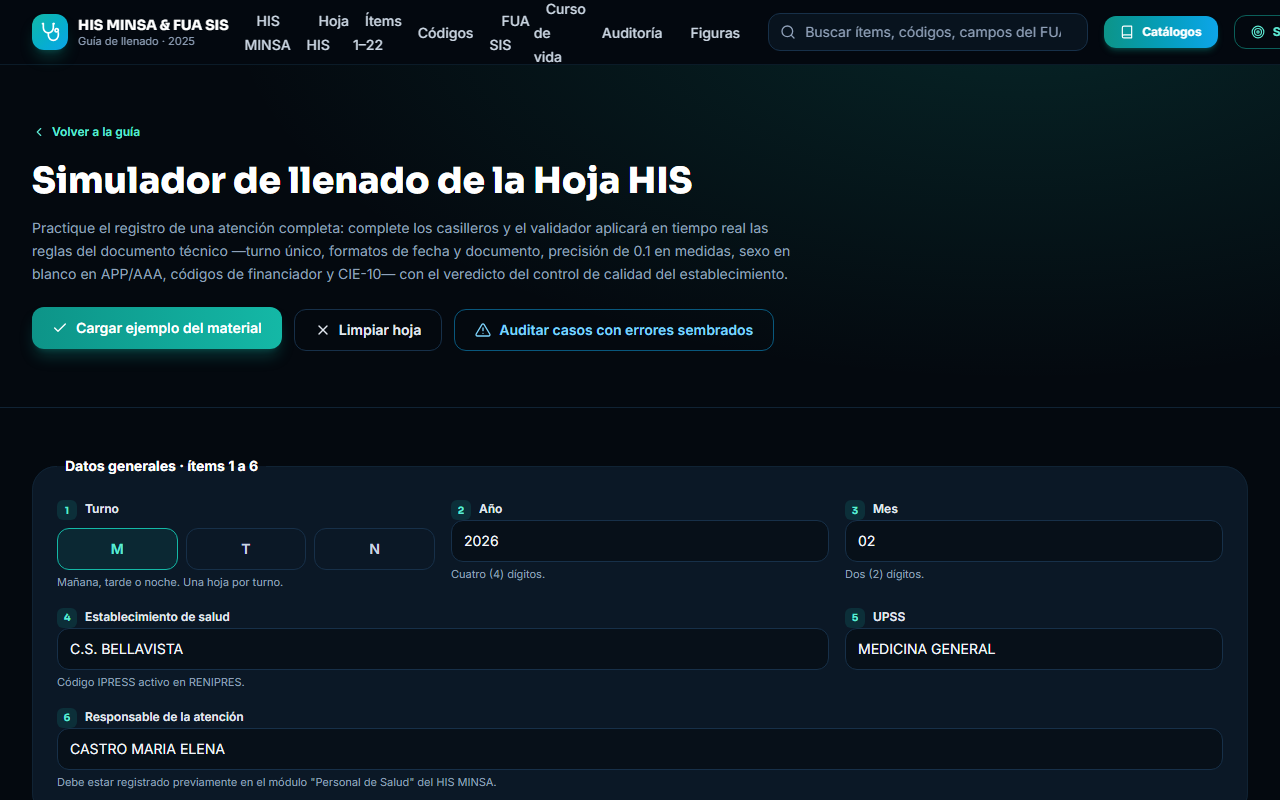 HIS MINSA & FUA SIS
Guía de llenado · 2025
HIS MINSA
Hoja HIS
Ítems 1–22
Códigos
FUA SIS
Curso de vida
Auditoría
Figuras
Buscar ítems, códigos, campos del FU
Catálogos
S
Volver a la guía
Simulador de llenado de la Hoja HIS
Practique el registro de una atención completa: complete los casilleros y el validador aplicará en tiempo real las
reglas del documento técnico —turno único, formatos de fecha y documento, precisión de 0.1 en medidas, sexo en
blanco en APP/AAA, códigos de financiador y CIE-10— con el veredicto del control de calidad del establecimiento.
Cargar ejemplo del material
Limpiar hoja
Auditar casos con errores sembrados
Datos generales · ítems 1 a 6
1 Turno
M T N
Mañana, tarde o noche. Una hoja por turno.
2 Año
2026
Cuatro (4) dígitos.
3 Mes
02
Dos (2) dígitos.
4 Establecimiento de salud
C.S. BELLAVISTA
Código IPRESS activo en RENIPRES.
5 UPSS
MEDICINA GENERAL
6 Responsable de la atención
CASTRO MARIA ELENA
Debe estar registrado previamente en el módulo "Personal de Salud" del HIS MINSA.